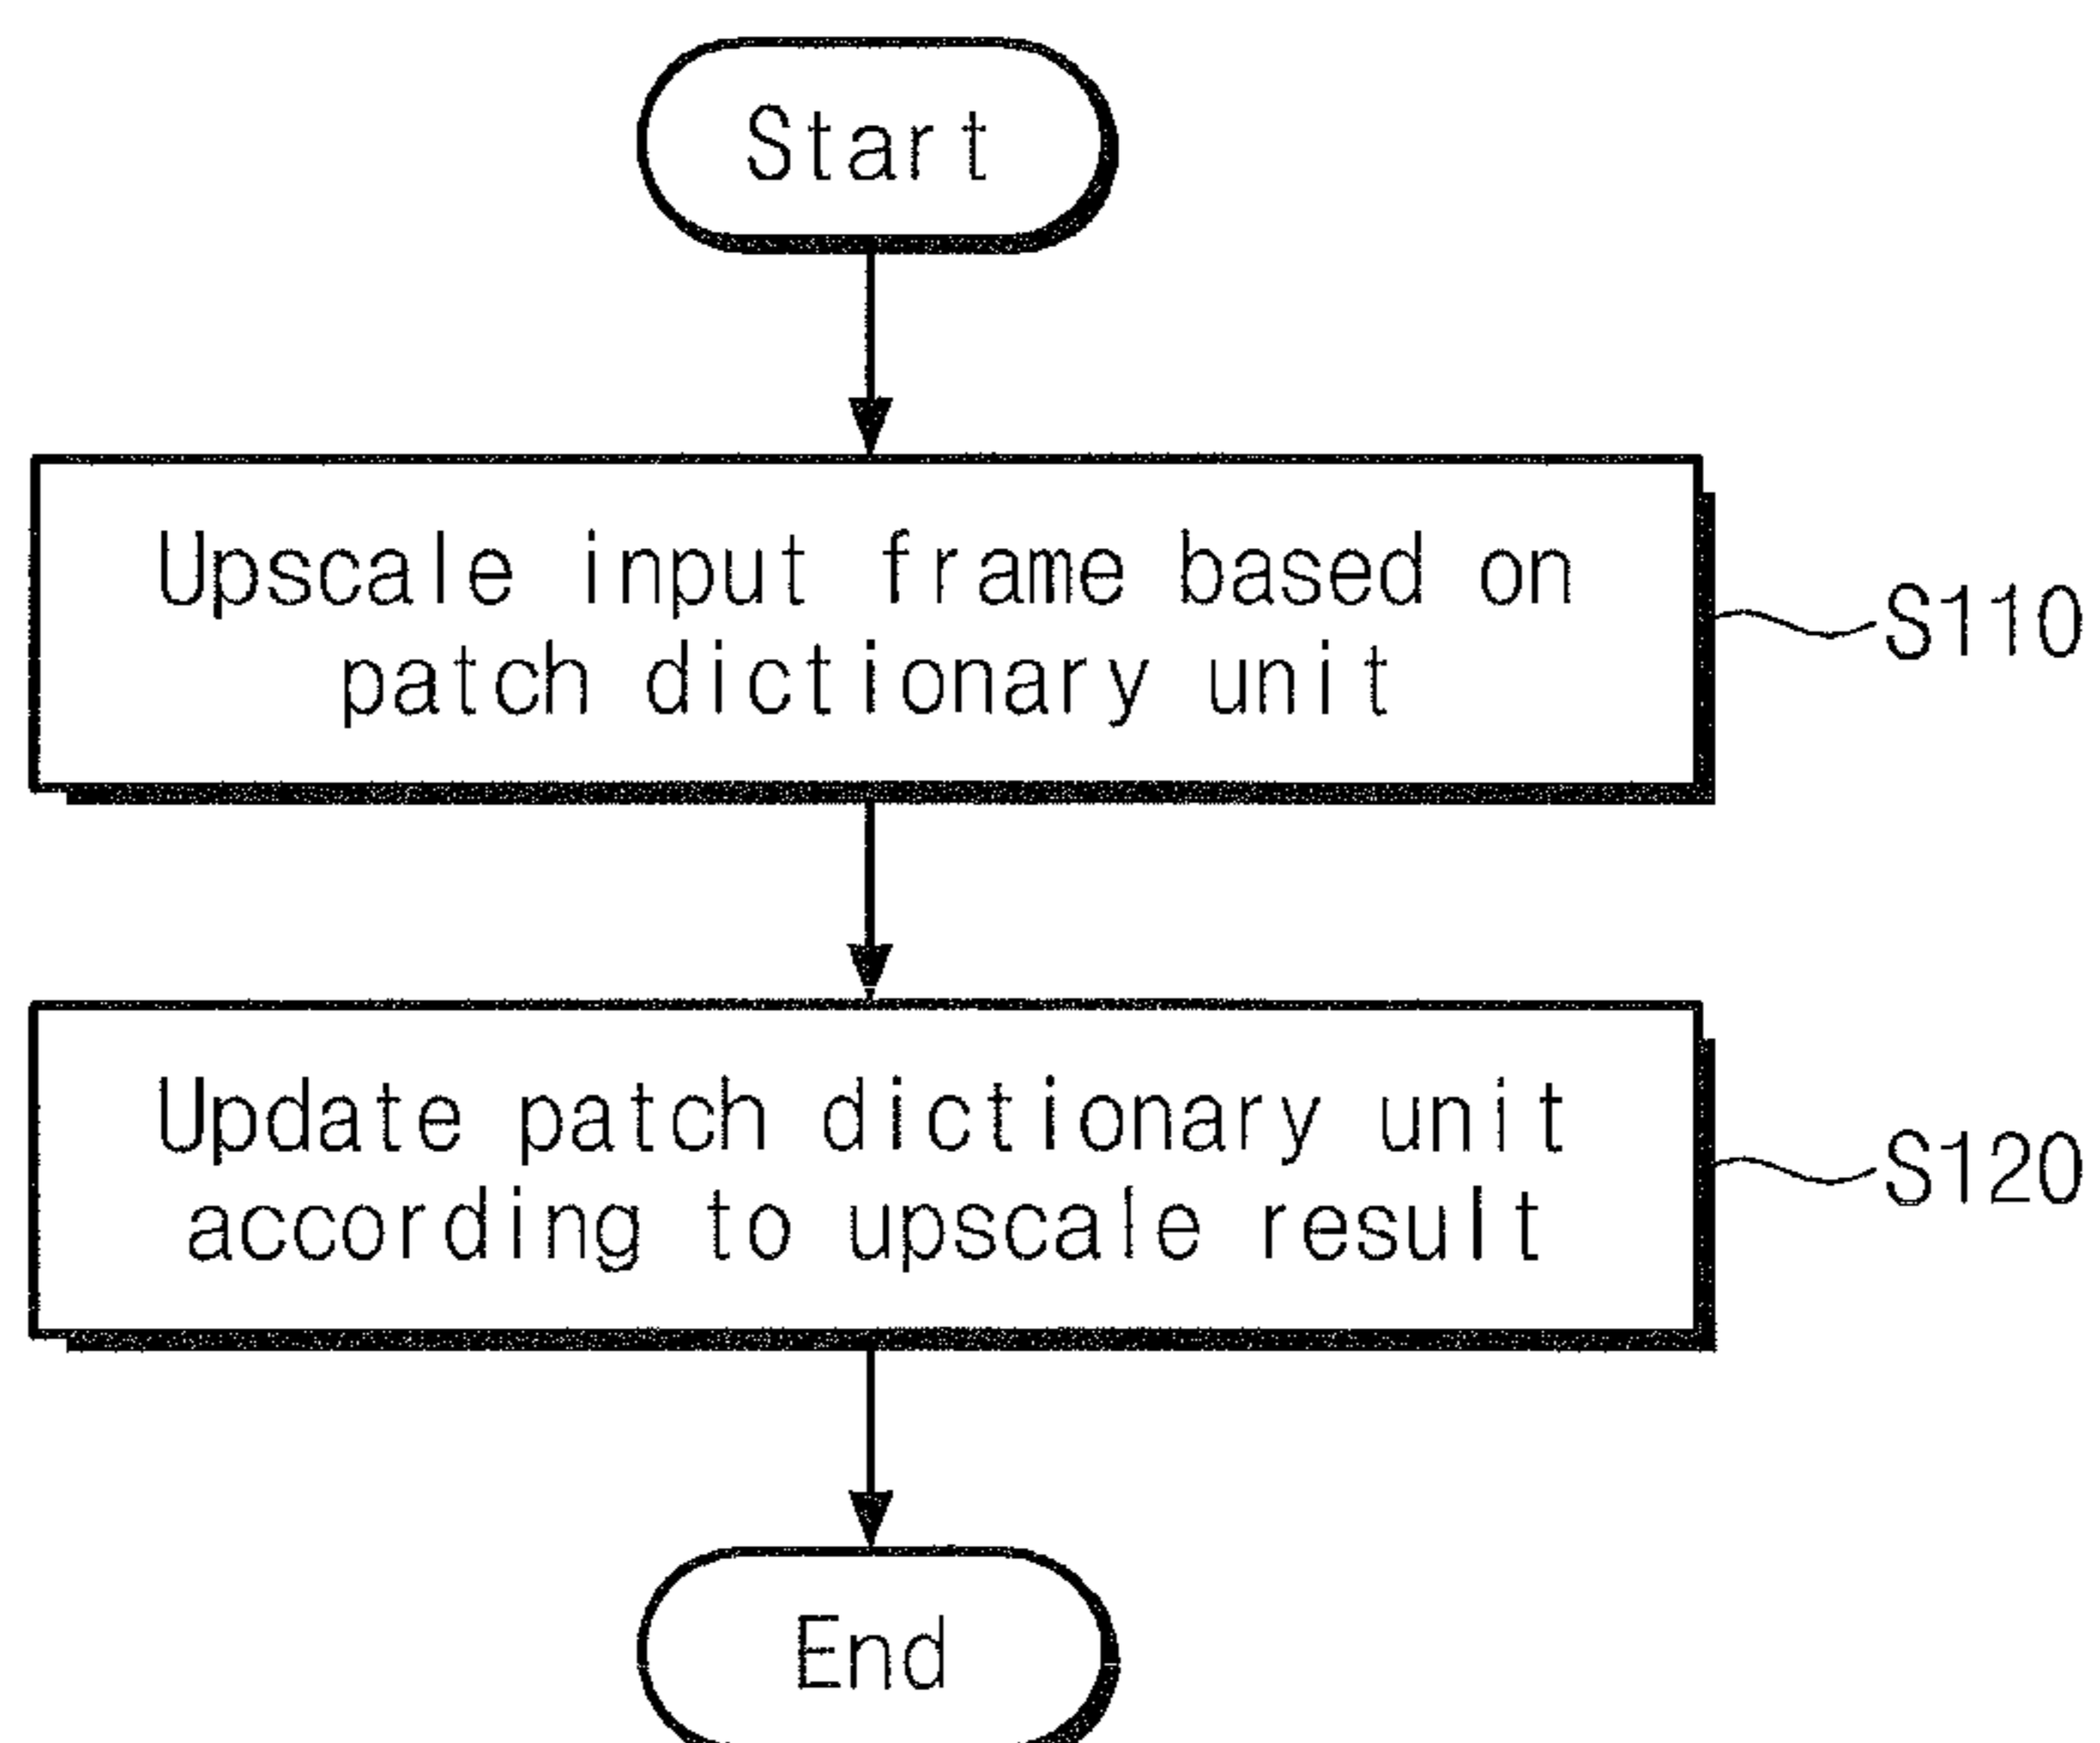 Start
Upscale input frame based on
patch dictionary unit
S110
Update patch dictionary unit
according to upscale result
S120
End